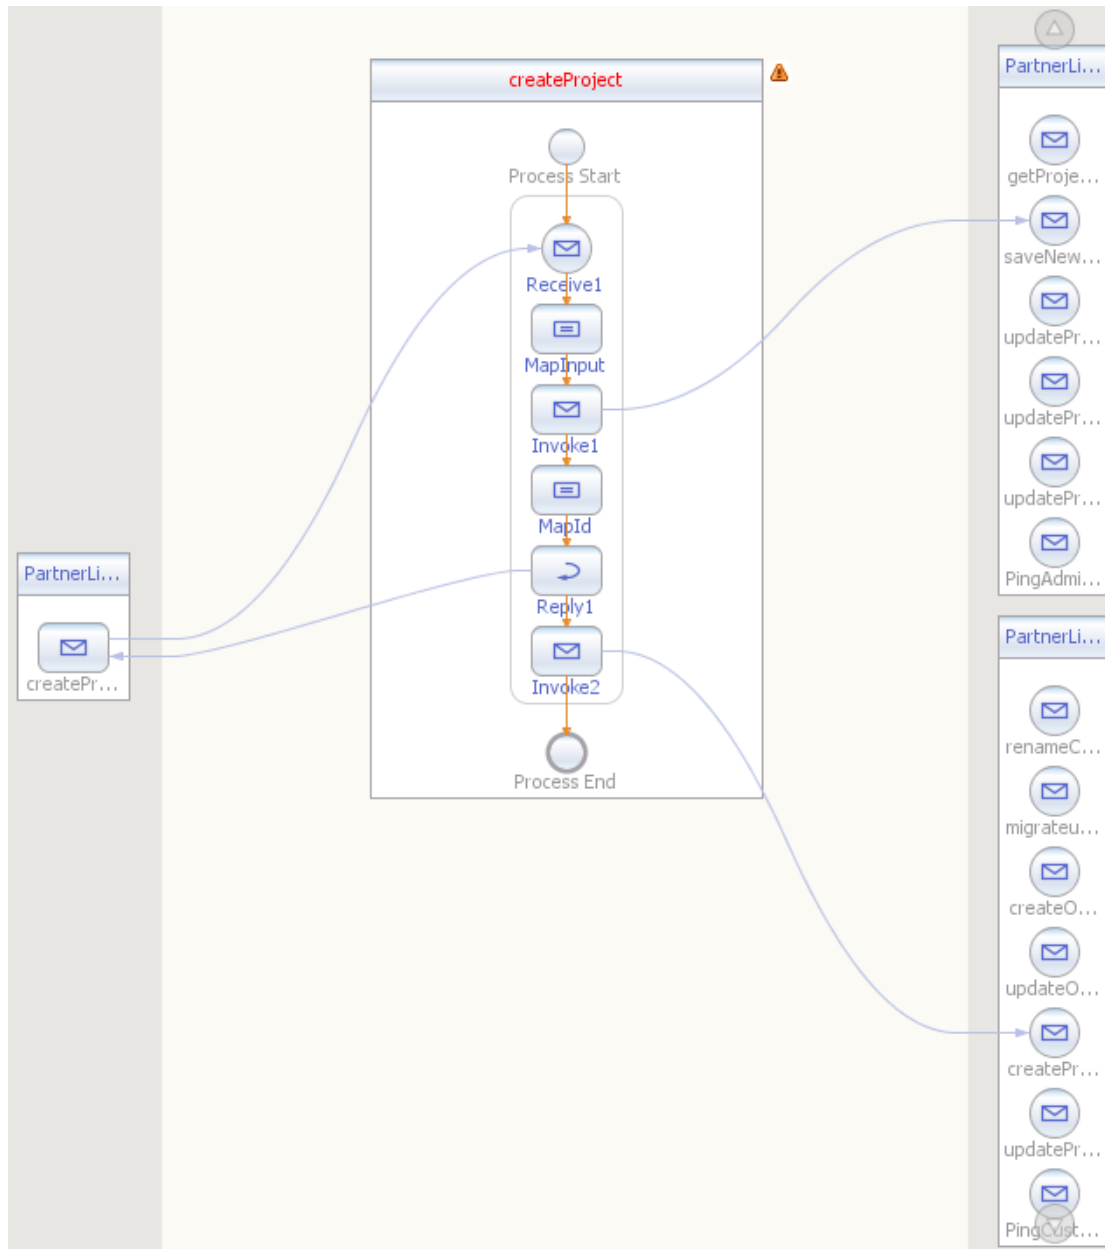 createProject
Process Start
Receive1
MapInput
Invoke1
MapId
Reply1
Invoke2
Process End
PartnerLi...
createPr...
PartnerLi...
getProje...
saveNew...
updatePr...
updatePr...
updatePr...
PingAdmi...
PartnerLi...
renameC...
migrateu...
createO...
updateO...
createPr...
updatePr...
PingCust...